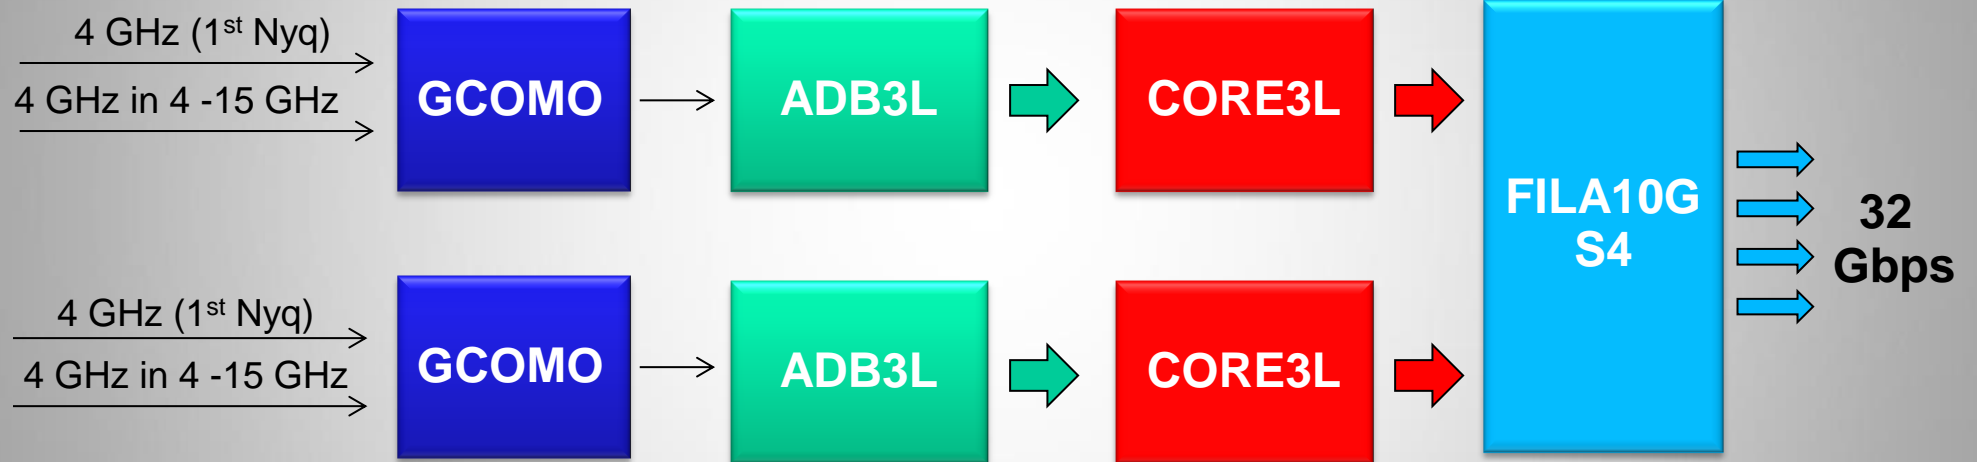 4 GHz (1st Nyq)
4 GHz in 4 -15 GHz
GCOMO
ADB3L
CORE3L
FILA10G
S4
32
Gbps
4 GHz (1st Nyq)
4 GHz in 4 -15 GHz
GCOMO
ADB3L
CORE3L